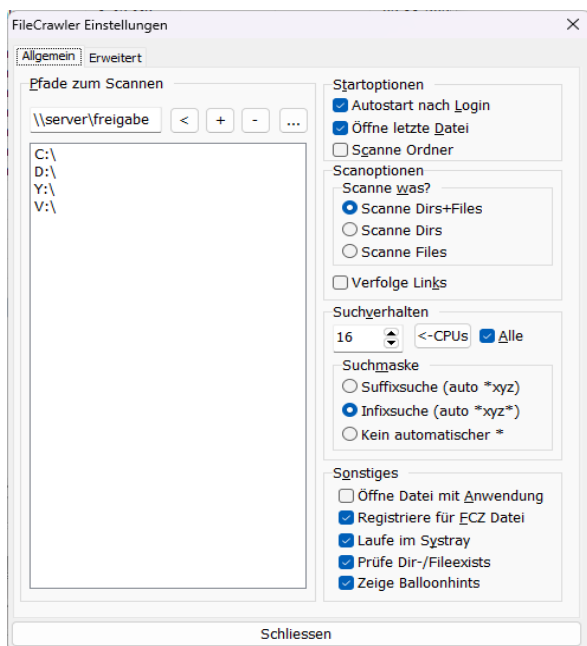 FileCrawler Einstellungen
Allgemein Erweitert
Pfade zum Scannen
\\server\freigabe < + - ...
C:\
D:\
Y:\
V:\
Startoptionen
Autostart nach Login
Öffne letzte Datei
Scanne Ordner
Scanoptionen
Scanne was?
Scanne Dirs+Files
Scanne Dirs
Scanne Files
Verfolge Links
Suchverhalten
16 <-CPUs Alle
Suchmaske
Suffixsuche (auto *xyz)
Infixsuche (auto *xyz*)
Kein automatischer *
Sonstiges
Öffne Datei mit Anwendung
Registriere für FCZ Datei
Laufe im Systray
Prüfe Dir-/Fileexists
Zeige Balloonhints
Schliessen